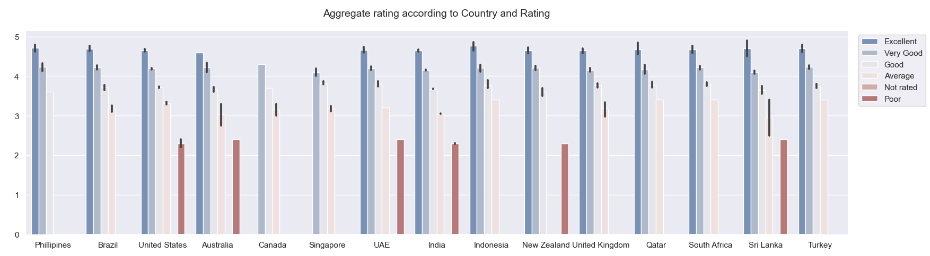 Aggregate rating according to Country and Rating
5
4
3
2
1
0
Phillipines Brazil United States Australia Canada Singapore UAE India Indonesia New Zealand United Kingdom Qatar South Africa Sri Lanka Turkey
Excellent
Very Good
Good
Average
Not rated
Poor